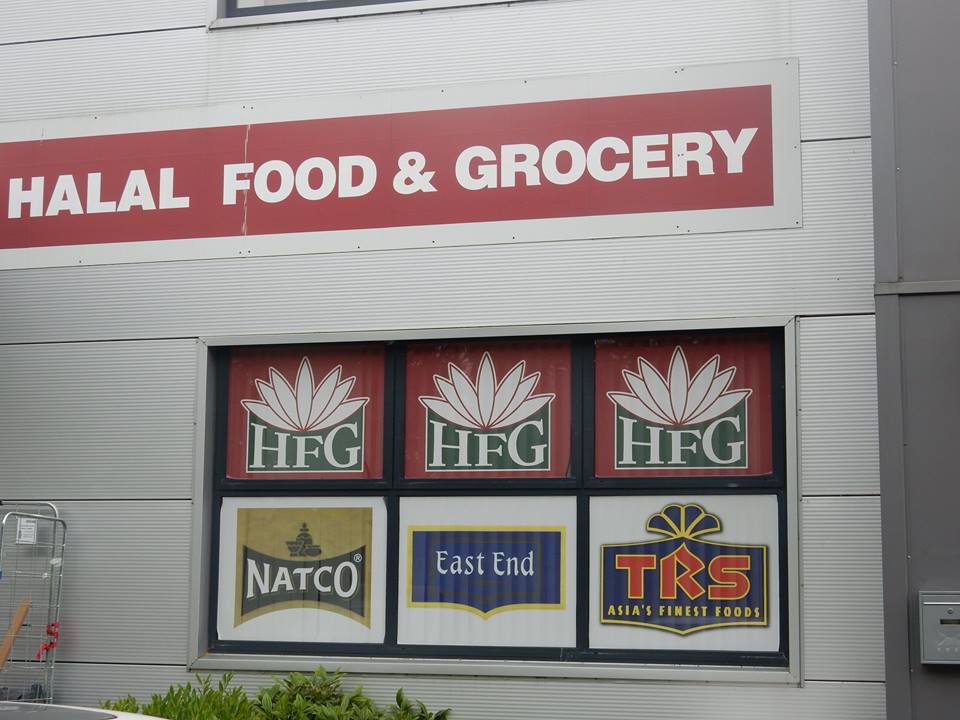 HALAL FOOD & GROCERY
HFG
HFG
HFG
NATCO®
East End
TRS
ASIA'S FINEST FOODS